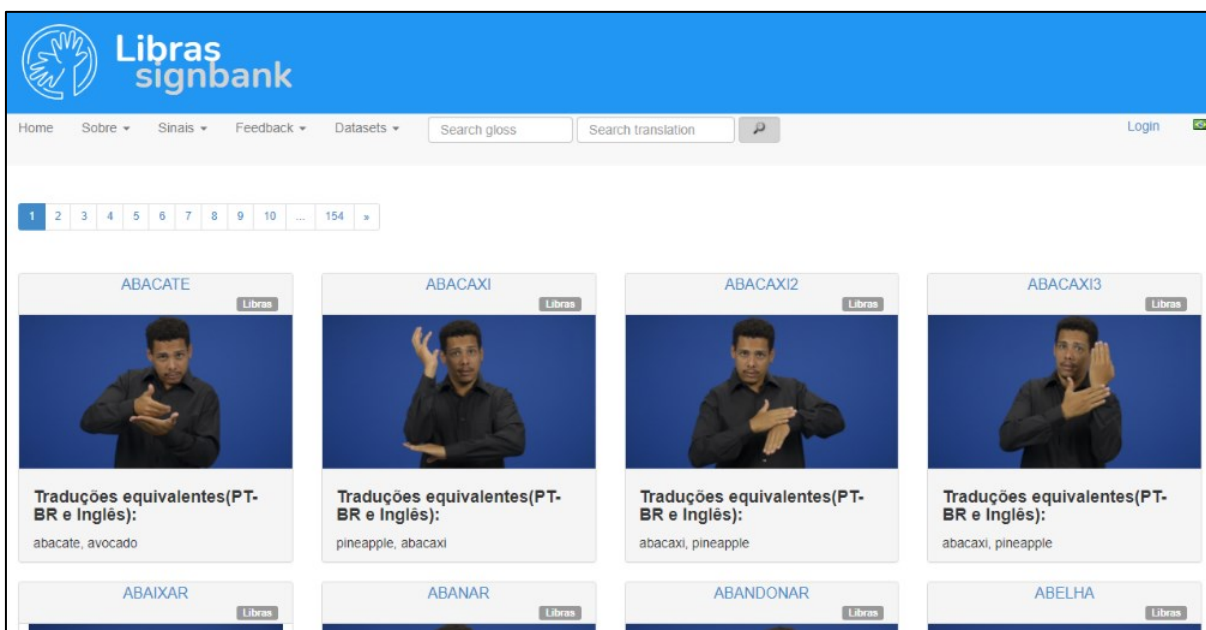 Libras
signbank
Home Sobre Sinais Feedback Datasets Search gloss Search translation Login
1 2 3 4 5 6 7 8 9 10 ... 154 »
ABACATE ABACAXI ABACAXI2 ABACAXI3
Libras Libras Libras Libras
Traduções equivalentes(PT- Traduções equivalentes(PT- Traduções equivalentes(PT- Traduções equivalentes(PT-
BR e Inglês): BR e Inglês): BR e Inglês): BR e Inglês):
abacate, avocado pineapple, abacaxi abacaxi, pineapple abacaxi, pineapple
ABAIXAR ABANAR ABANDONAR ABELHA
Libras Libras Libras Libras